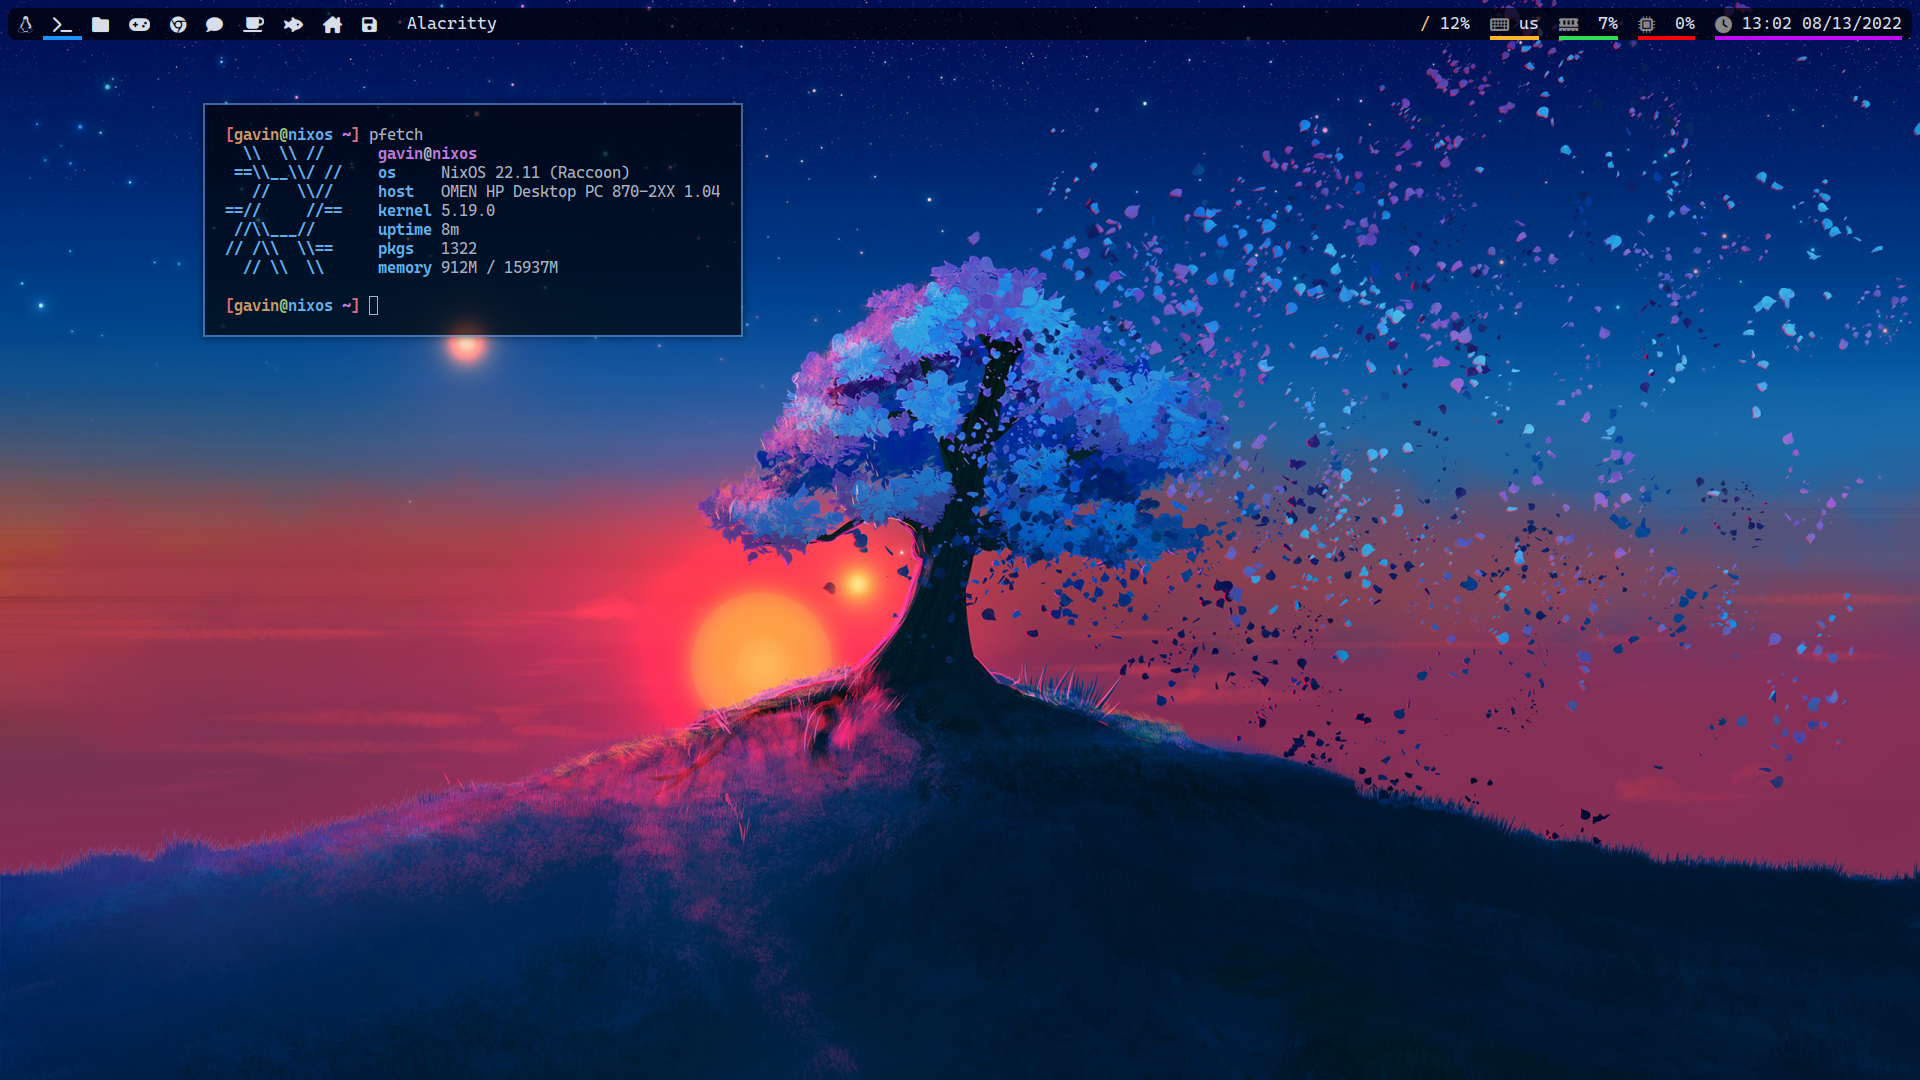 Alacritty / 12% us 7% 0% 13:02 08/13/2022
[gavin@nixos ~] pfetch
  \\  \\ //      gavin@nixos
 ==\\__\\/ //    os     NixOS 22.11 (Raccoon)
   //   \\//     host   OMEN HP Desktop PC 870-2XX 1.04
==//     //==    kernel 5.19.0
 //\\___//       uptime 8m
// /\\  \\==     pkgs   1322
  // \\  \\      memory 912M / 15937M
[gavin@nixos ~]